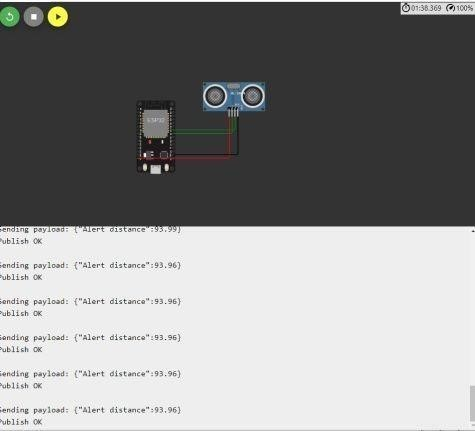 01:38.369 100%
ESP32
Sending payload: {"Alert distance":93.99}
Publish OK
Sending payload: {"Alert distance":93.96}
Publish OK
Sending payload: {"Alert distance":93.96}
Publish OK
Sending payload: {"Alert distance":93.96}
Publish OK
Sending payload: {"Alert distance":93.96}
Publish OK
Sending payload: {"Alert distance":93.96}
Publish OK